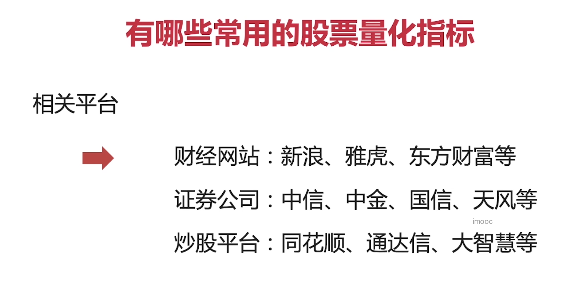 有哪些常用的股票量化指标
相关平台
财经网站：新浪、雅虎、东方财富等
证券公司：中信、中金、国信、天风等
imooc
炒股平台：同花顺、通达信、大智慧等